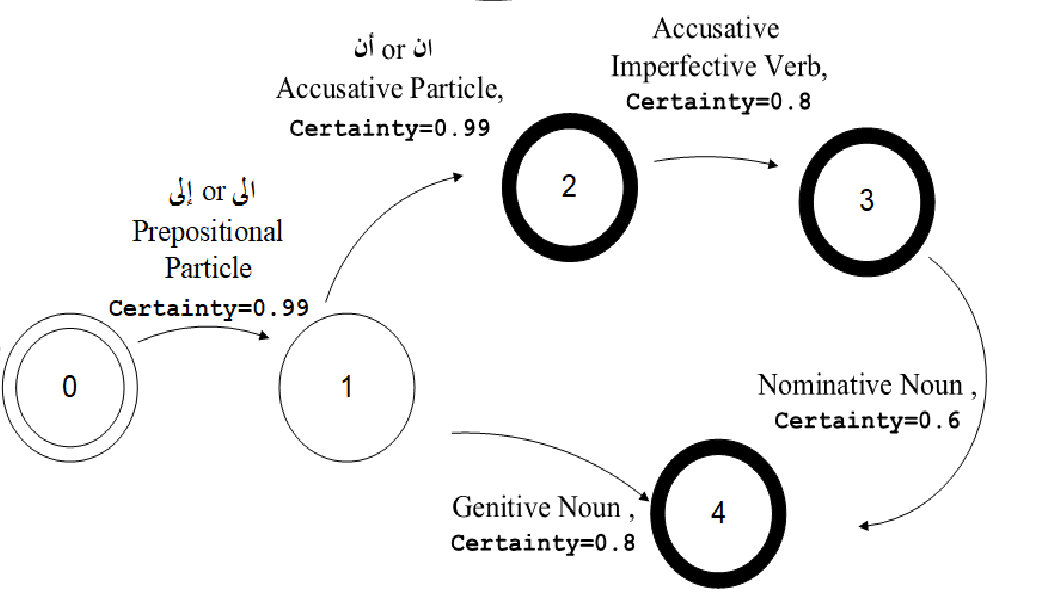 أن or ان
Accusative Particle,
Certainty=0.99
Accusative
Imperfective Verb,
Certainty=0.8
2
3
إلى or الى
Prepositional
Particle
Certainty=0.99
0
1
Nominative Noun ,
Certainty=0.6
Genitive Noun ,
Certainty=0.8
4